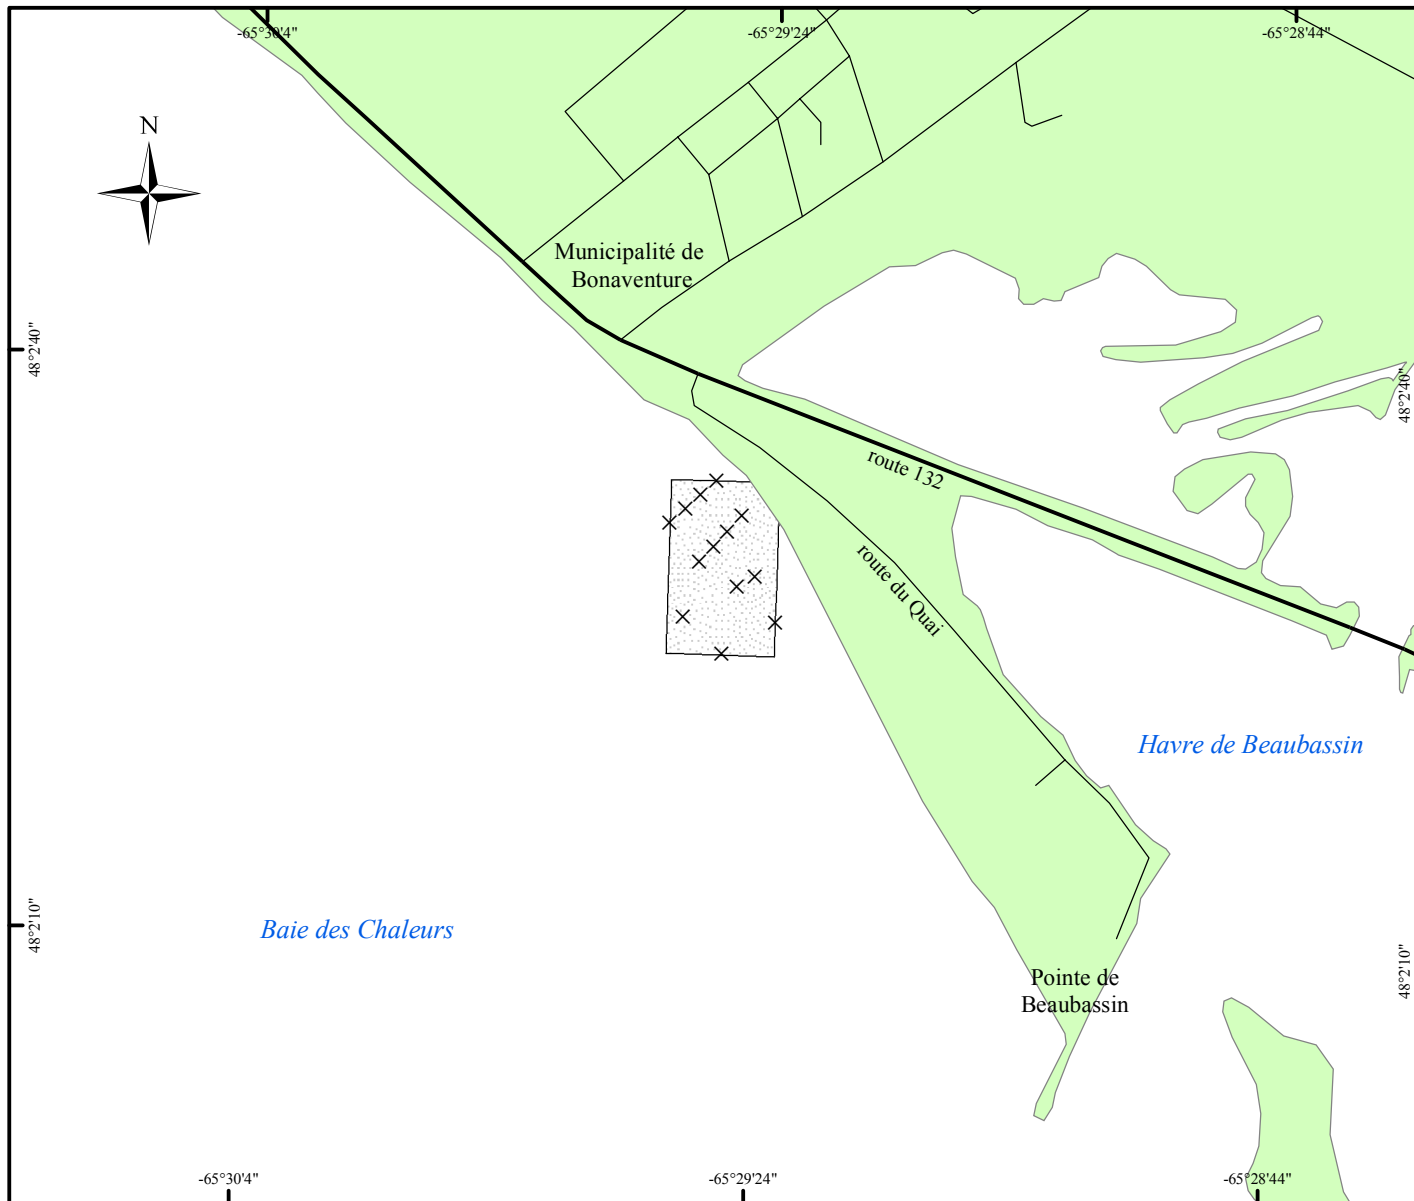 -65°30'4"
-65°29'24"
-65°28'44"
N
Municipalité de
Bonaventure
48°2'40"
48°2'40"
route 132
route du Quai
Havre de Beaubassin
Baie des Chaleurs
48°2'10"
48°2'10"
Pointe de
Beaubassin
-65°30'4"
-65°29'24"
-65°28'44"